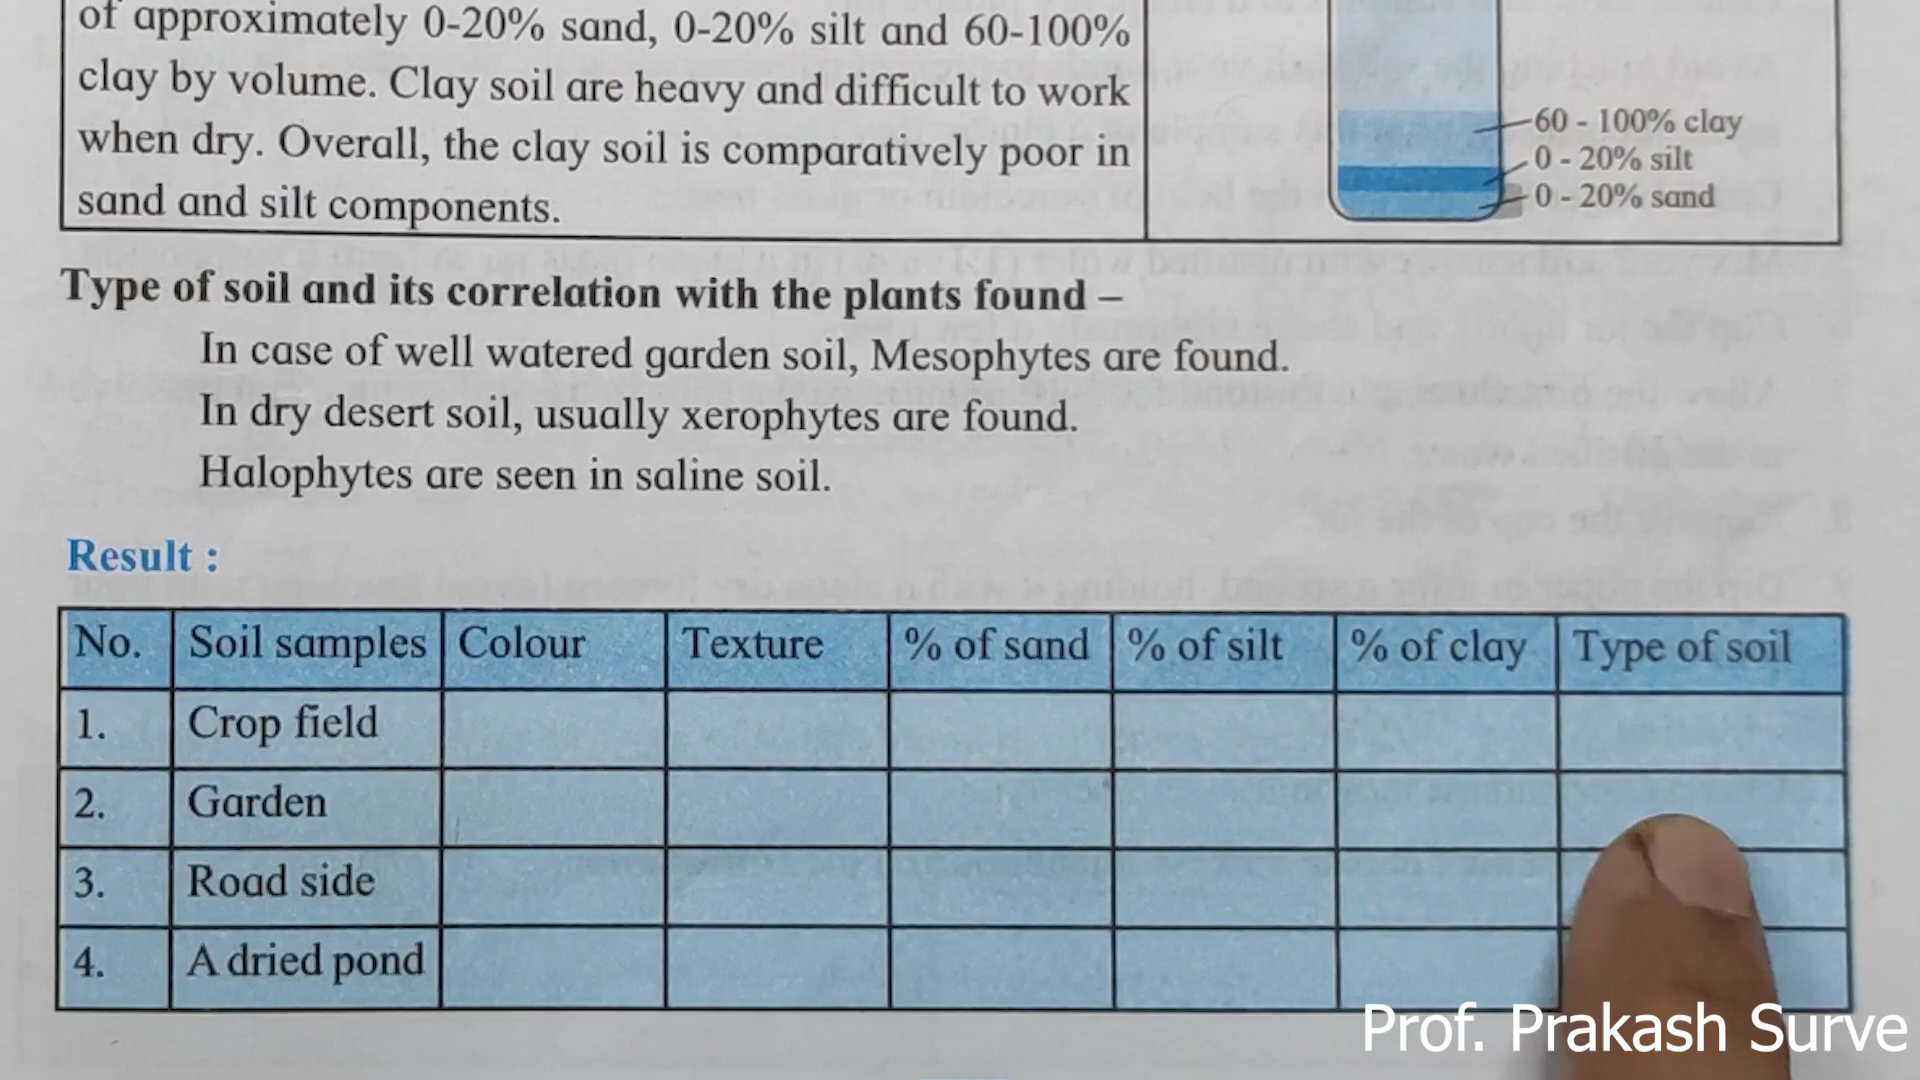 of approximately 0-20% sand, 0-20% silt and 60-100%
clay by volume. Clay soil are heavy and difficult to work
when dry. Overall, the clay soil is comparatively poor in
sand and silt components.
60 - 100% clay
0 - 20% silt
0 - 20% sand
Type of soil and its correlation with the plants found –
In case of well watered garden soil, Mesophytes are found.
In dry desert soil, usually xerophytes are found.
Halophytes are seen in saline soil.
Result :
No. Soil samples Colour Texture % of sand % of silt % of clay Type of soil
1. Crop field
2. Garden
3. Road side
4. A dried pond
Prof. Prakash Surve